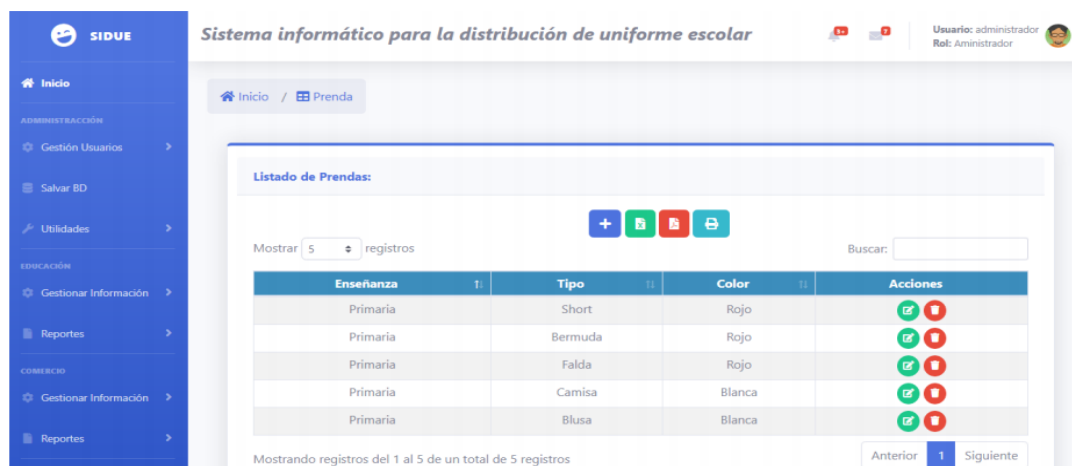 SIDUE
Sistema informático para la distribución de uniforme escolar
3+
7
Usuario: administrador
Rol: Aministrador
Inicio
Inicio / Prenda
ADMINISTRACCIÓN
Gestión Usuarios
Salvar BD
Utilidades
EDUCACIÓN
Gestionar Información
Reportes
COMERCIO
Gestionar Información
Reportes
Listado de Prendas:
Mostrar 5 registros
Buscar:
Enseñanza Tipo Color Acciones
Primaria Short Rojo
Primaria Bermuda Rojo
Primaria Falda Rojo
Primaria Camisa Blanca
Primaria Blusa Blanca
Mostrando registros del 1 al 5 de un total de 5 registros
Anterior 1 Siguiente